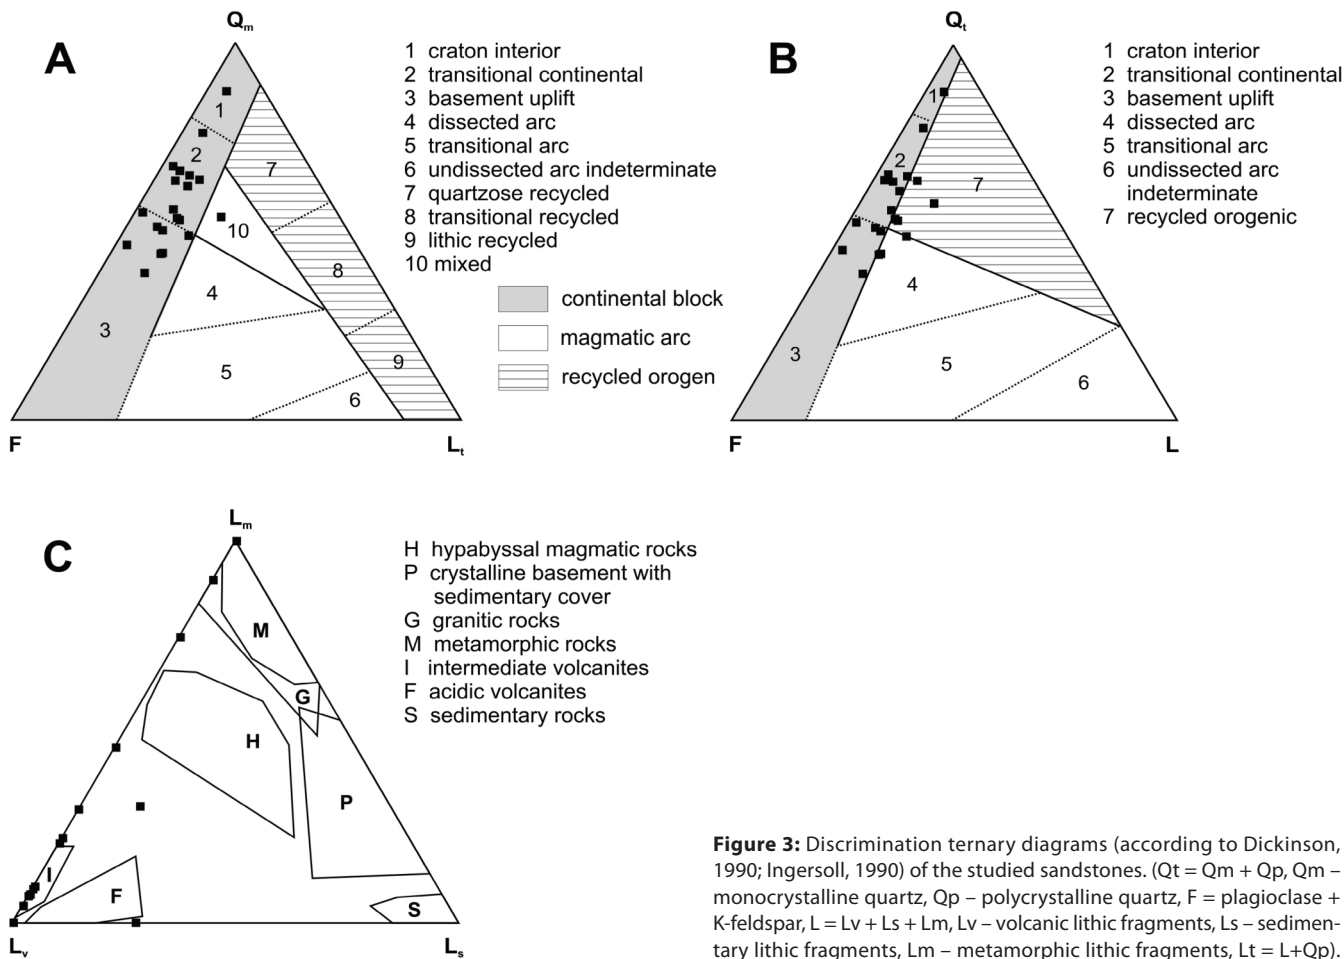 A
Qm
1 craton interior
2 transitional continental
3 basement uplift
4 dissected arc
5 transitional arc
6 undissected arc indeterminate
7 quartzose recycled
8 transitional recycled
9 lithic recycled
10 mixed
continental block
magmatic arc
recycled orogen
1
2
7
10
8
4
3
9
5
6
F
Lt
B
Qt
1 craton interior
2 transitional continental
3 basement uplift
4 dissected arc
5 transitional arc
6 undissected arc
indeterminate
7 recycled orogenic
1
2
7
4
3
5
6
F
L
C
Lm
H hypabyssal magmatic rocks
P crystalline basement with
sedimentary cover
G granitic rocks
M metamorphic rocks
I intermediate volcanites
F acidic volcanites
S sedimentary rocks
M
G
H
P
I
F
S
Lv
Ls
Figure 3: Discrimination ternary diagrams (according to Dickinson,
1990; Ingersoll, 1990) of the studied sandstones. (Qt = Qm + Qp, Qm –
monocrystalline quartz, Qp – polycrystalline quartz, F = plagioclase +
K-feldspar, L = Lv + Ls + Lm, Lv – volcanic lithic fragments, Ls – sedimen-
tary lithic fragments, Lm – metamorphic lithic fragments, Lt = L+Qp).